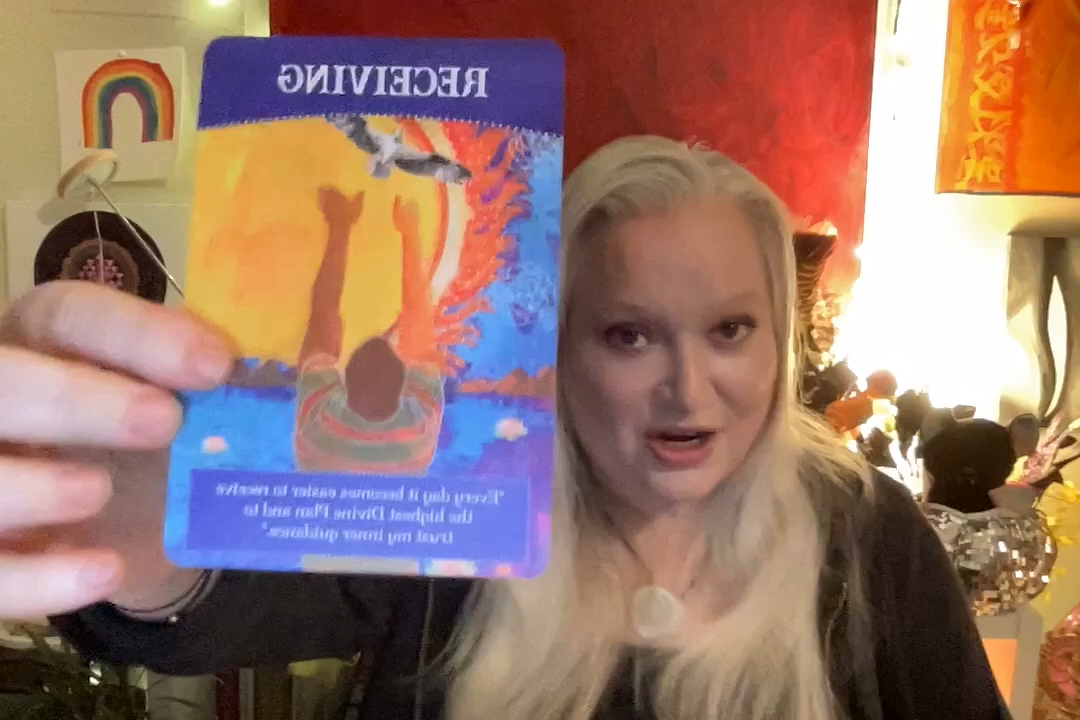 RECEIVING
"Every day it becomes easier to receive
the highest Divine Plan and to
trust my inner guidance."